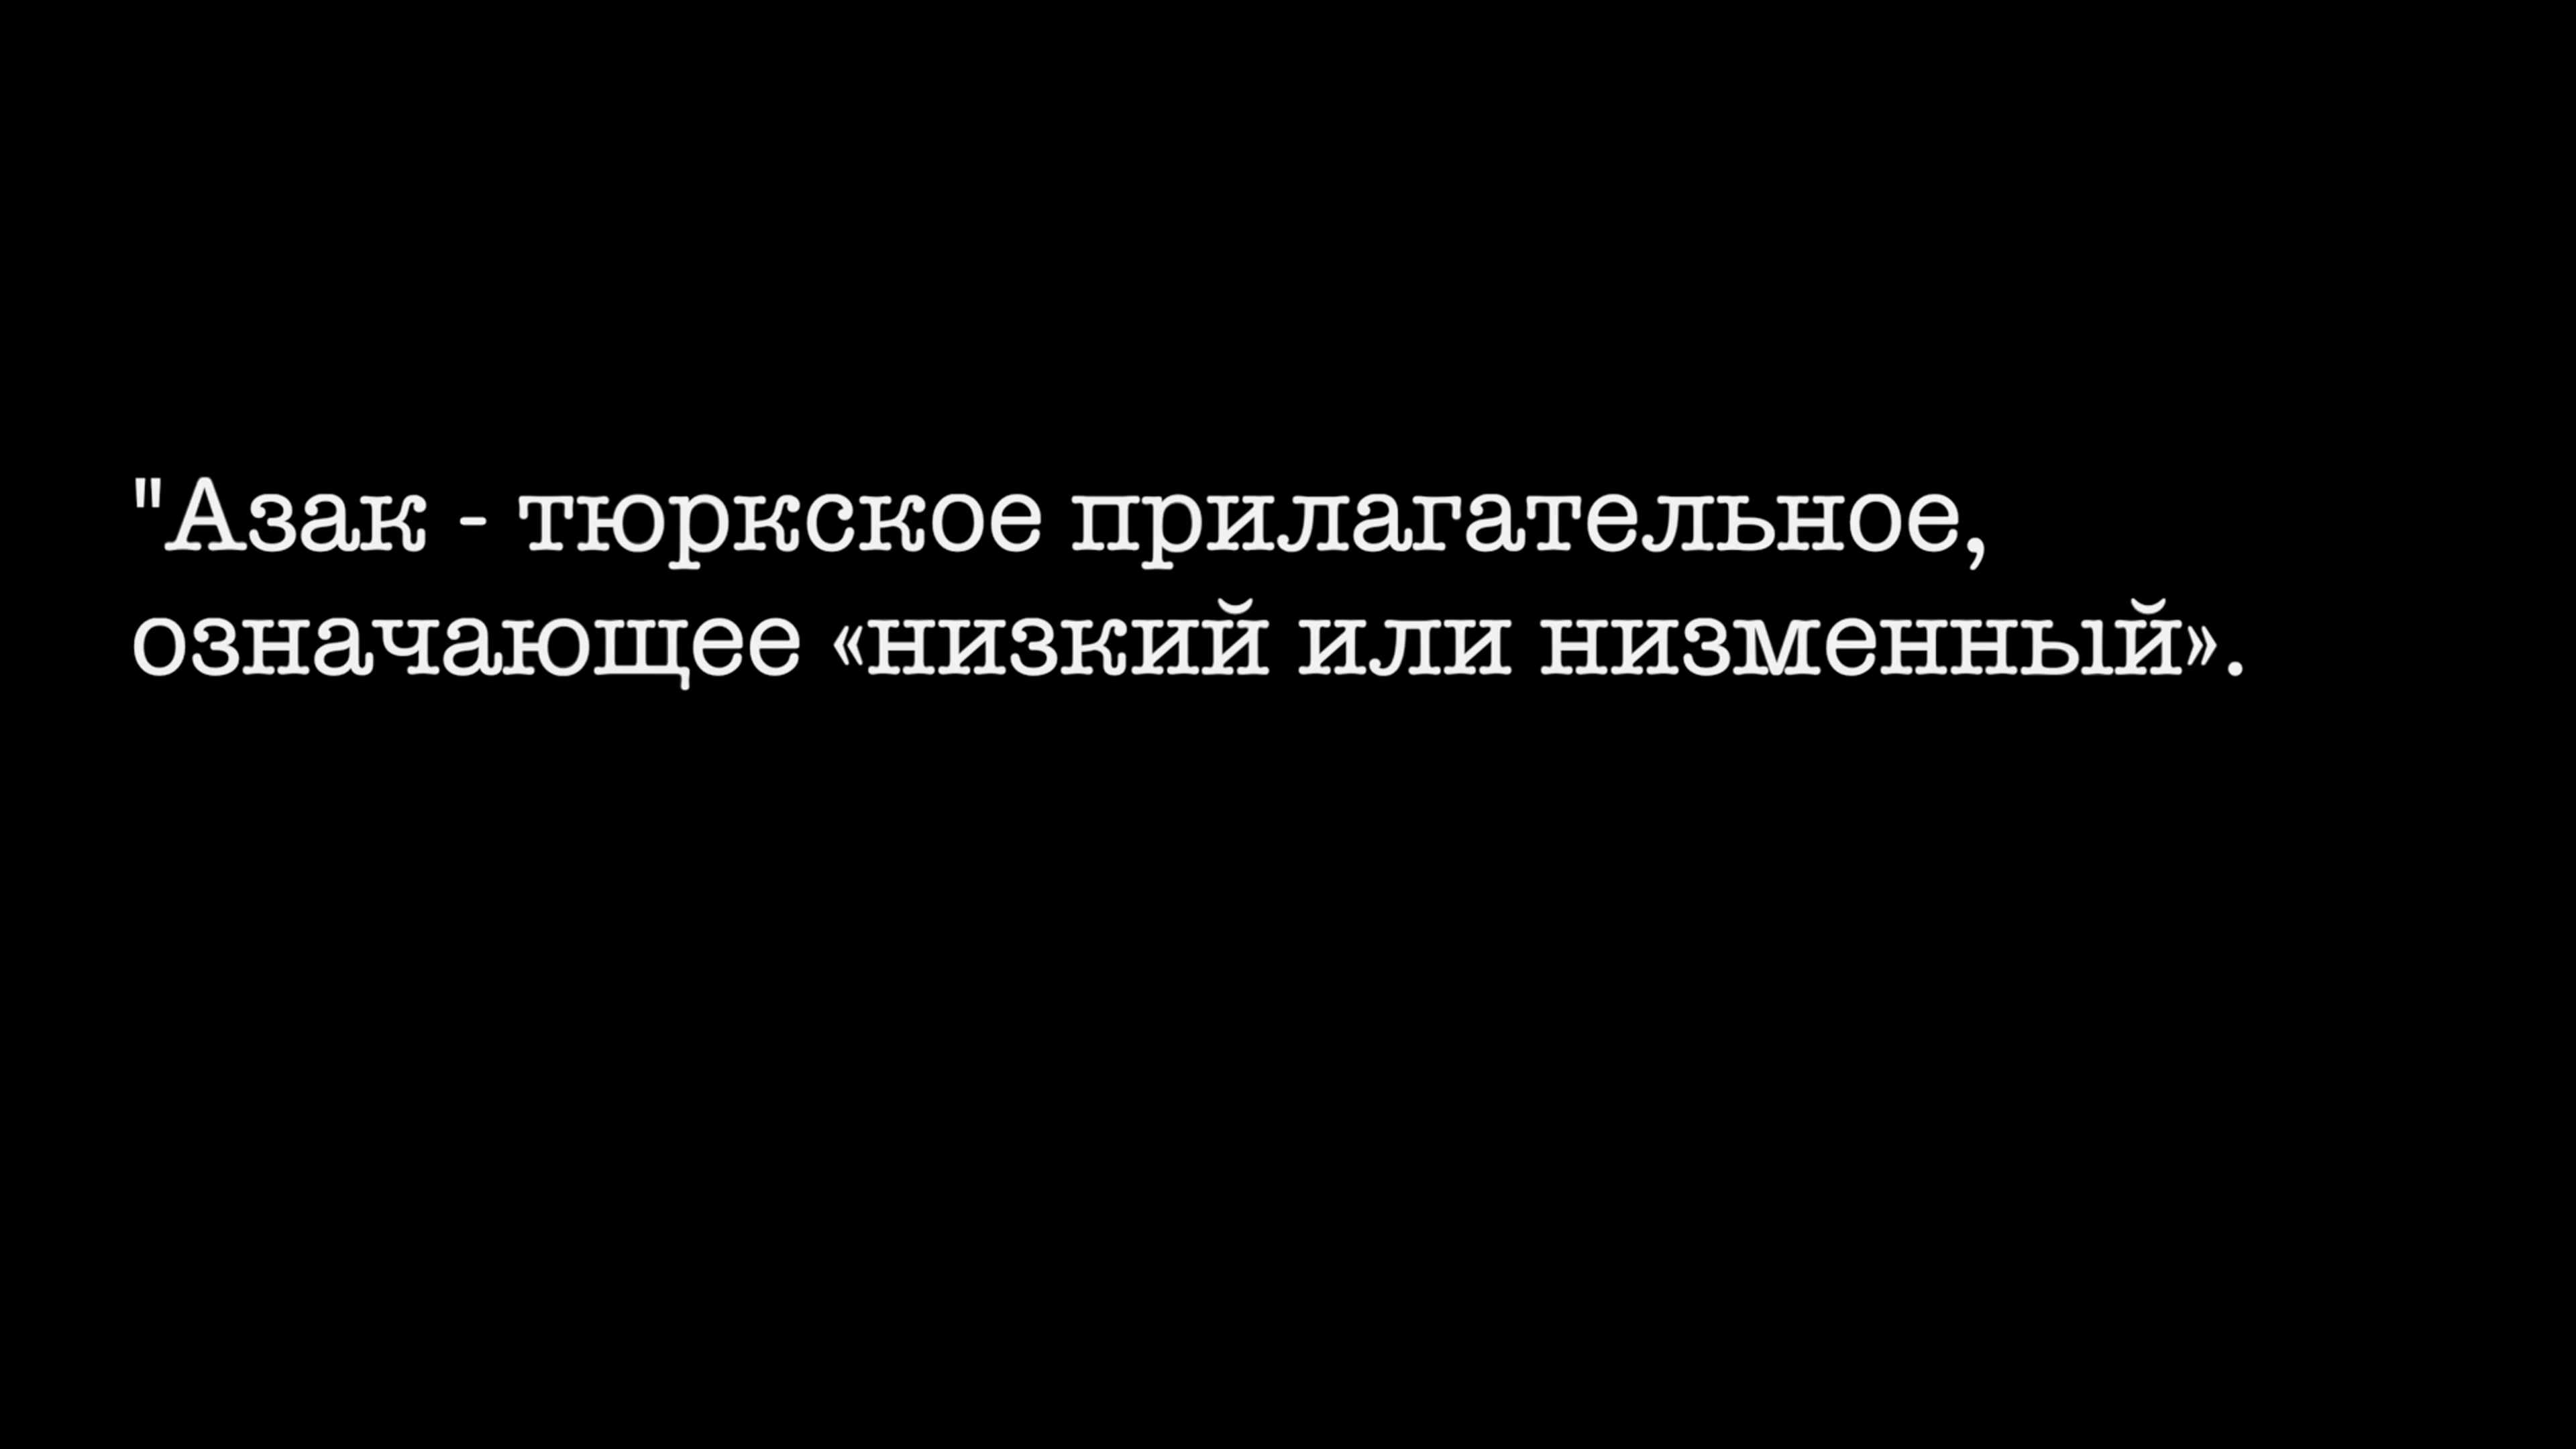 "Азак - тюркское прилагательное,
означающее «низкий или низменный».